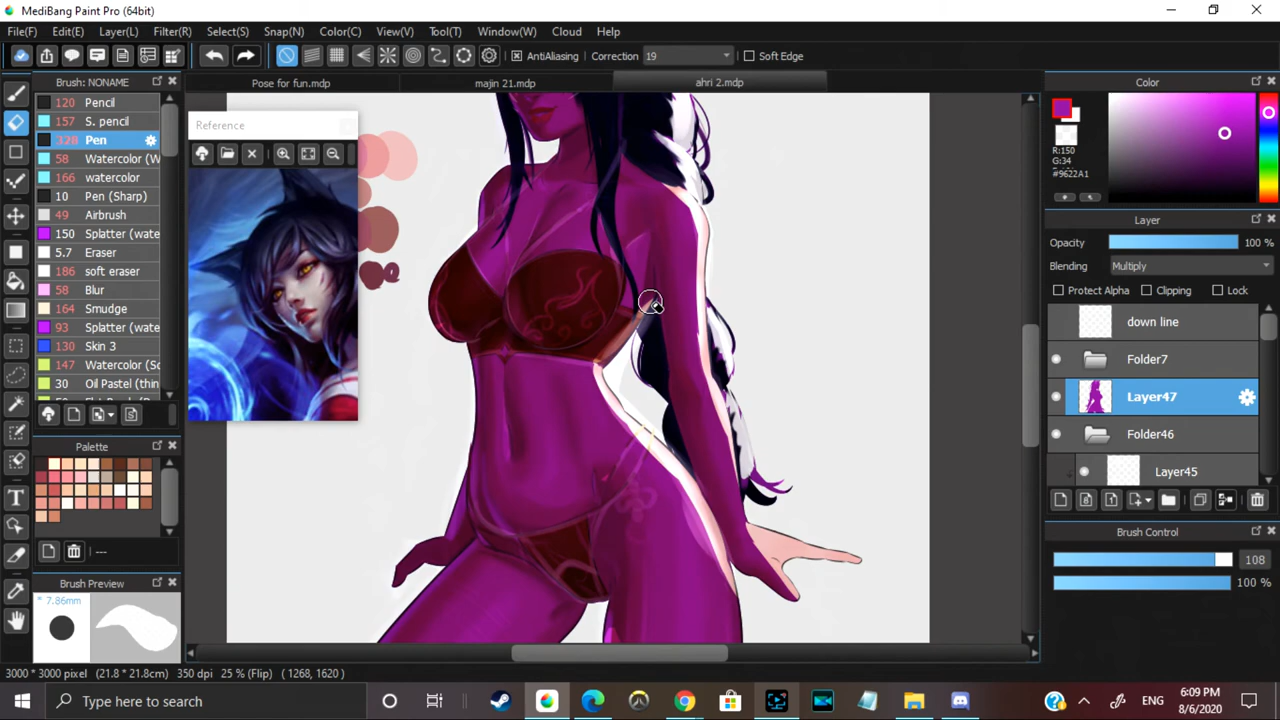 MediBang Paint Pro (64bit)
File(F) Edit(E) Layer(L) Filter(R) Select(S) Snap(N) Color(C) View(V) Tool(T) Window(W) Cloud Help
AntiAliasing Correction 19 Soft Edge
Brush: NONAME
Pose for fun.mdp majin 21.mdp ahri 2.mdp
Color
120 Pencil
157 S. pencil
328 Pen
58 Watercolor (W
166 watercolor
10 Pen (Sharp)
49 Airbrush
150 Splatter (wate
5.7 Eraser
186 soft eraser
58 Blur
164 Smudge
93 Splatter (wate
130 Skin 3
147 Watercolor (Sc
30 Oil Pastel (thin
Reference
R:150
G:34
#9622A1
Layer
Opacity 100 %
Blending Multiply
Protect Alpha Clipping Lock
down line
Folder7
Layer47
Folder46
Layer45
Palette
---
Brush Control
108
100 %
Brush Preview
* 7.86mm
3000 * 3000 pixel (21.8 * 21.8cm) 350 dpi 25 % (Flip) ( 1268, 1620 )
Type here to search
ENG
6:09 PM
8/6/2020